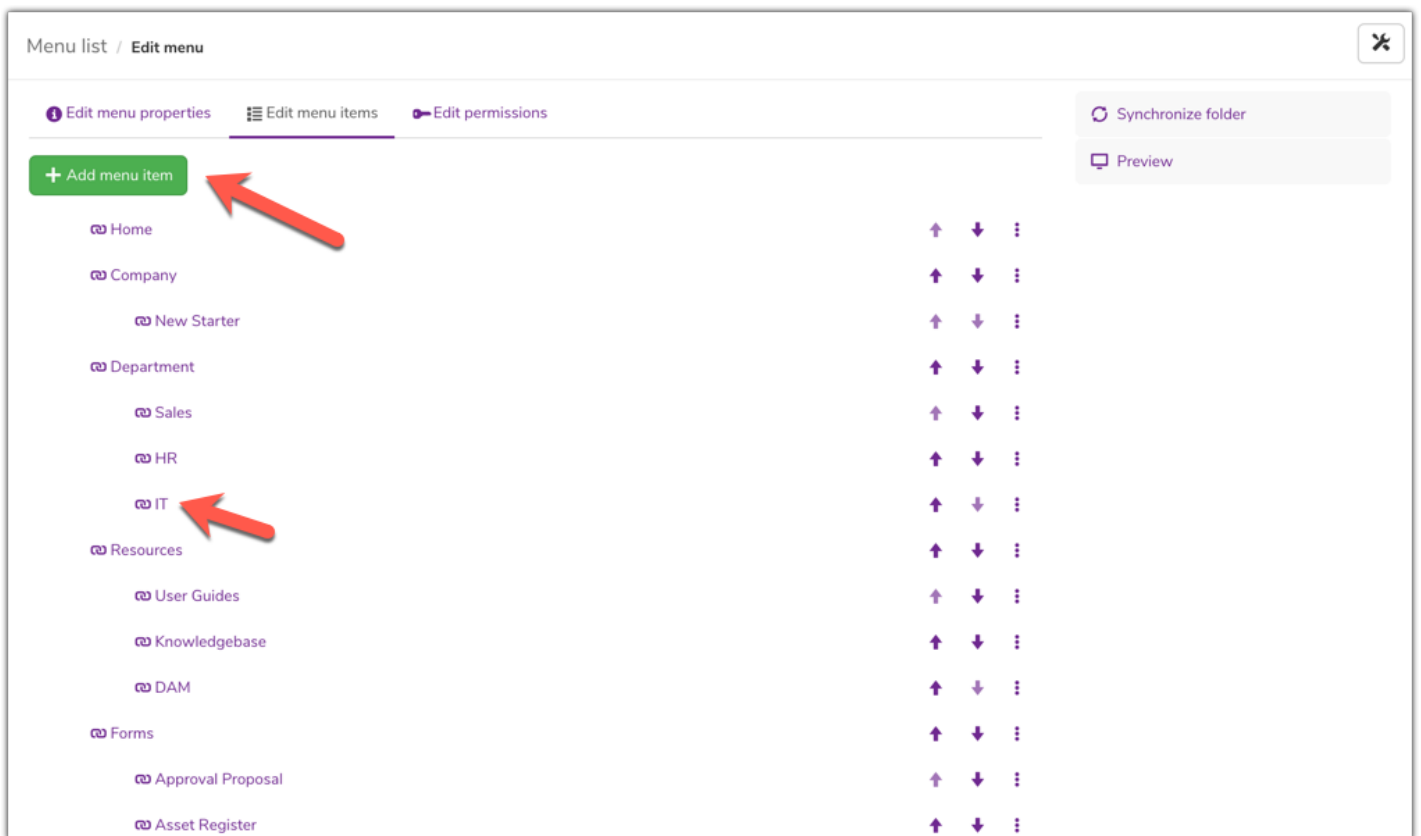 Menu list / Edit menu
Edit menu properties Edit menu items Edit permissions
Synchronize folder
Preview
Add menu item
Home
Company
New Starter
Department
Sales
HR
IT
Resources
User Guides
Knowledgebase
DAM
Forms
Approval Proposal
Asset Register